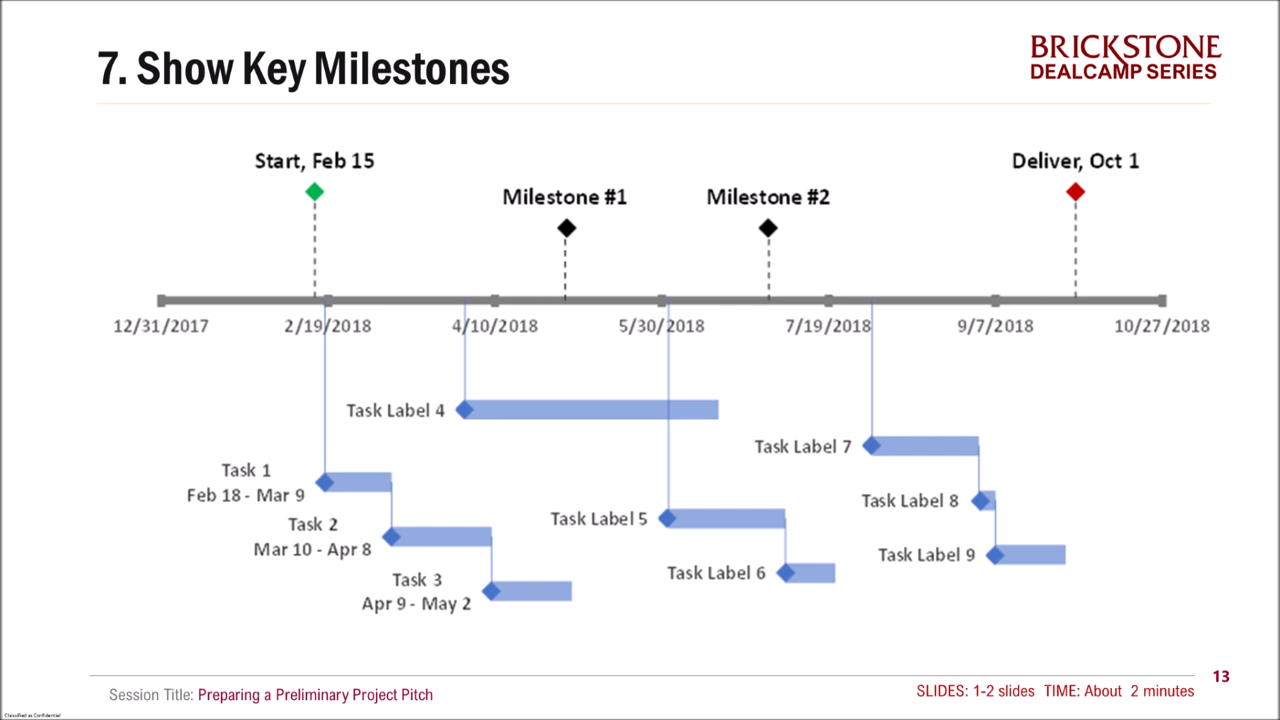 7. Show Key Milestones
BRICKSTONE
DEALCAMP SERIES
Start, Feb 15
Deliver, Oct 1
Milestone #1
Milestone #2
12/31/2017
2/19/2018
4/10/2018
5/30/2018
7/19/2018
9/7/2018
10/27/2018
Task Label 4
Task Label 7
Task 1
Feb 18 - Mar 9
Task Label 8
Task Label 5
Task 2
Mar 10 - Apr 8
Task Label 9
Task Label 6
Task 3
Apr 9 - May 2
13
Session Title: Preparing a Preliminary Project Pitch
SLIDES: 1-2 slides TIME: About 2 minutes
Classified as Confidential